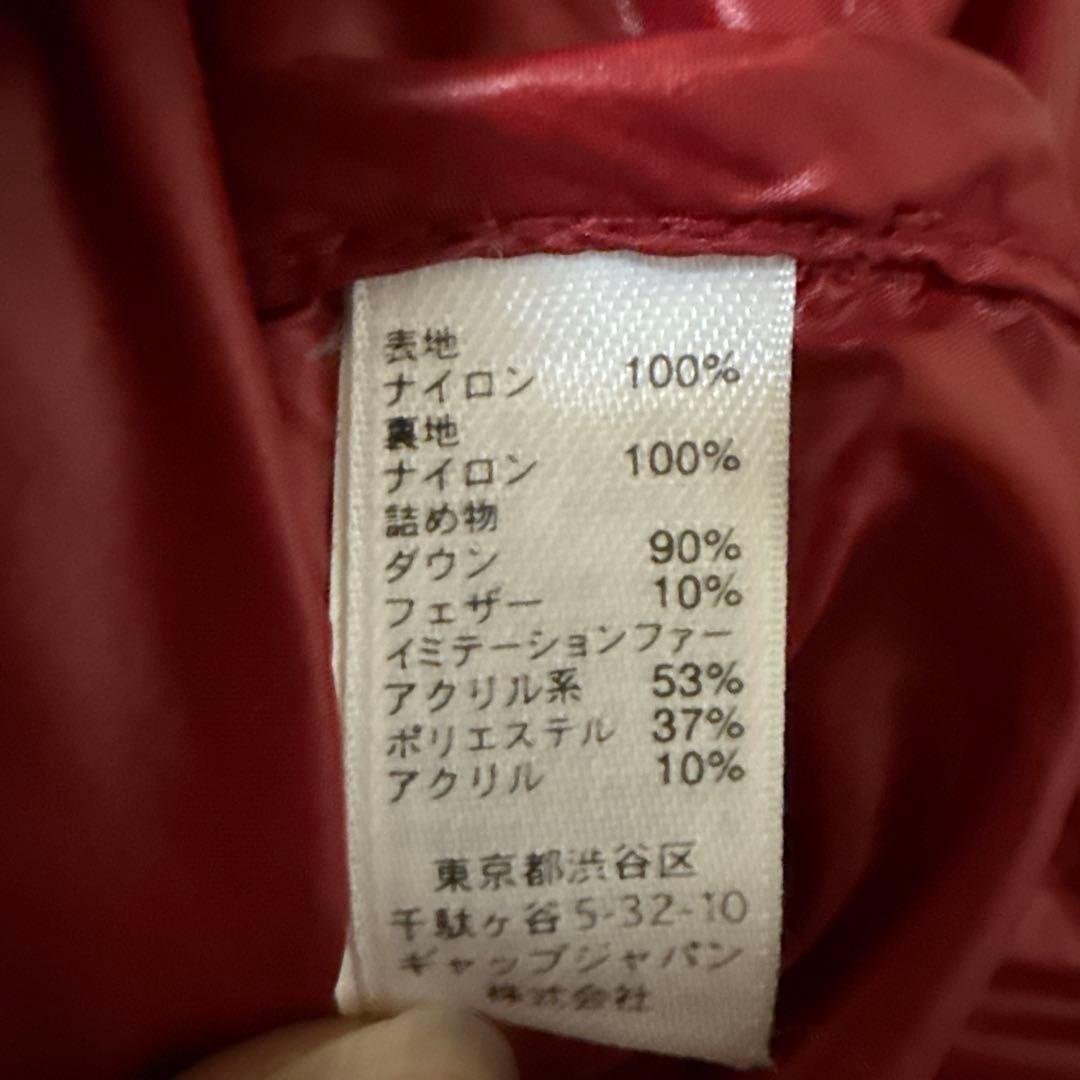 表地
ナイロン 100%
裏地
ナイロン 100%
詰め物
ダウン 90%
フェザー 10%
イミテーションファー
アクリル系 53%
ポリエステル 37%
アクリル 10%
東京都渋谷区
千駄ヶ谷5-32-10
ギャップジャパン
株式会社